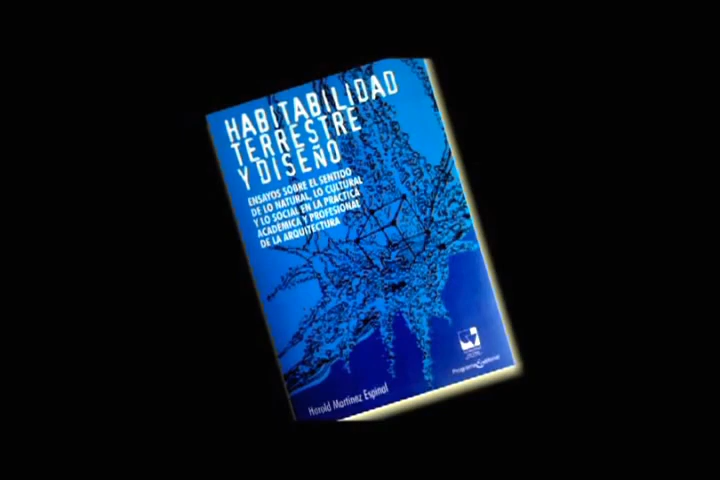 HABITABILIDAD
TERRESTRE
Y DISEÑO
ENSAYOS SOBRE EL SENTIDO
DE LO NATURAL, LO CULTURAL
Y LO SOCIAL EN LA PRÁCTICA
ACADÉMICA Y PROFESIONAL
DE LA ARQUITECTURA
Harold Martínez Espinal
Programa Editorial